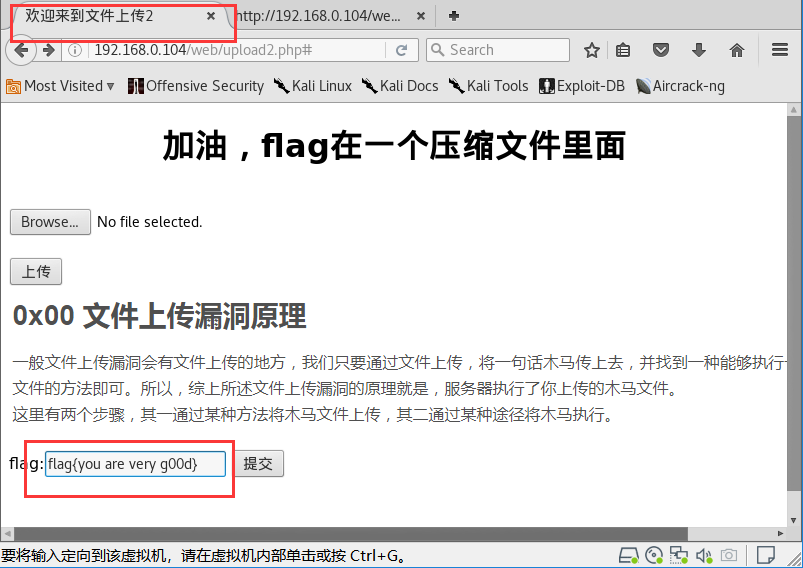 欢迎来到文件上传2
http://192.168.0.104/we...
192.168.0.104/web/upload2.php#
Search
Most Visited
Offensive Security
Kali Linux
Kali Docs
Kali Tools
Exploit-DB
Aircrack-ng
加油，flag在一个压缩文件里面
Browse... No file selected.
上传
0x00 文件上传漏洞原理
一般文件上传漏洞会有文件上传的地方，我们只要通过文件上传，将一句话木马传上去，并找到一种能够执行
文件的方法即可。所以，综上所述文件上传漏洞的原理就是，服务器执行了你上传的木马文件。
这里有两个步骤，其一通过某种方法将木马文件上传，其二通过某种途径将木马执行。
flag: flag{you are very g00d} 提交
要将输入定向到该虚拟机，请在虚拟机内部单击或按 Ctrl+G。